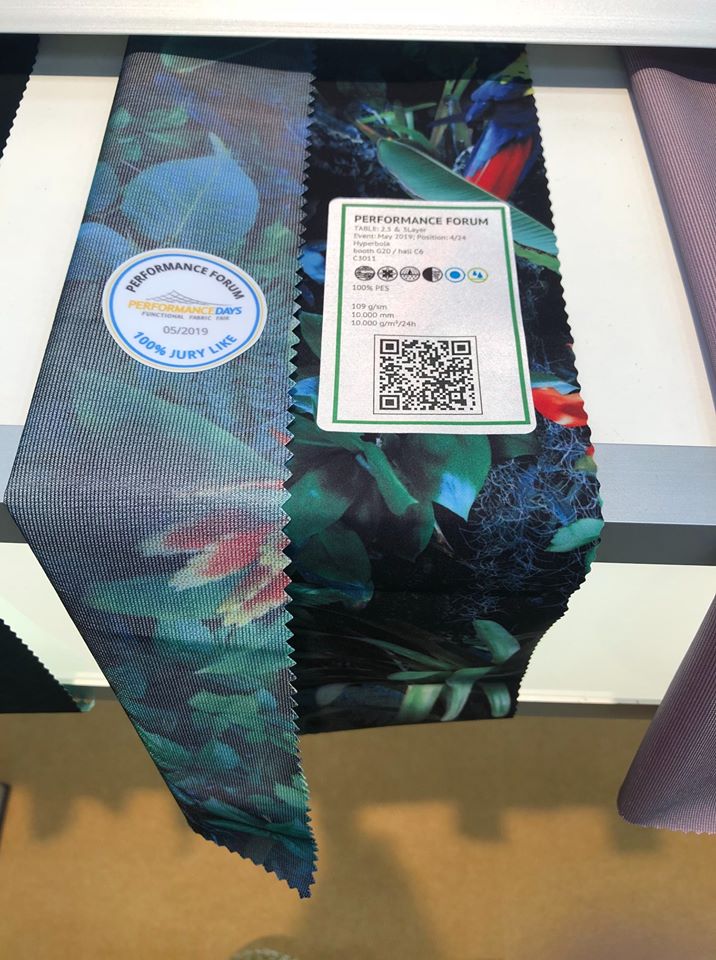 PERFORMANCE FORUM
PERFORMANCEDAYS
FUNCTIONAL FABRIC FAIR
05/2019
100% JURY LIKE
PERFORMANCE FORUM
TABLE: 2,5 & 3Layer
Event: May 2019; Position: 4/24
Hyperbola
booth G20 / hall C6
C3011
100% PES
109 g/sm
10.000 mm
10.000 g/m²/24h